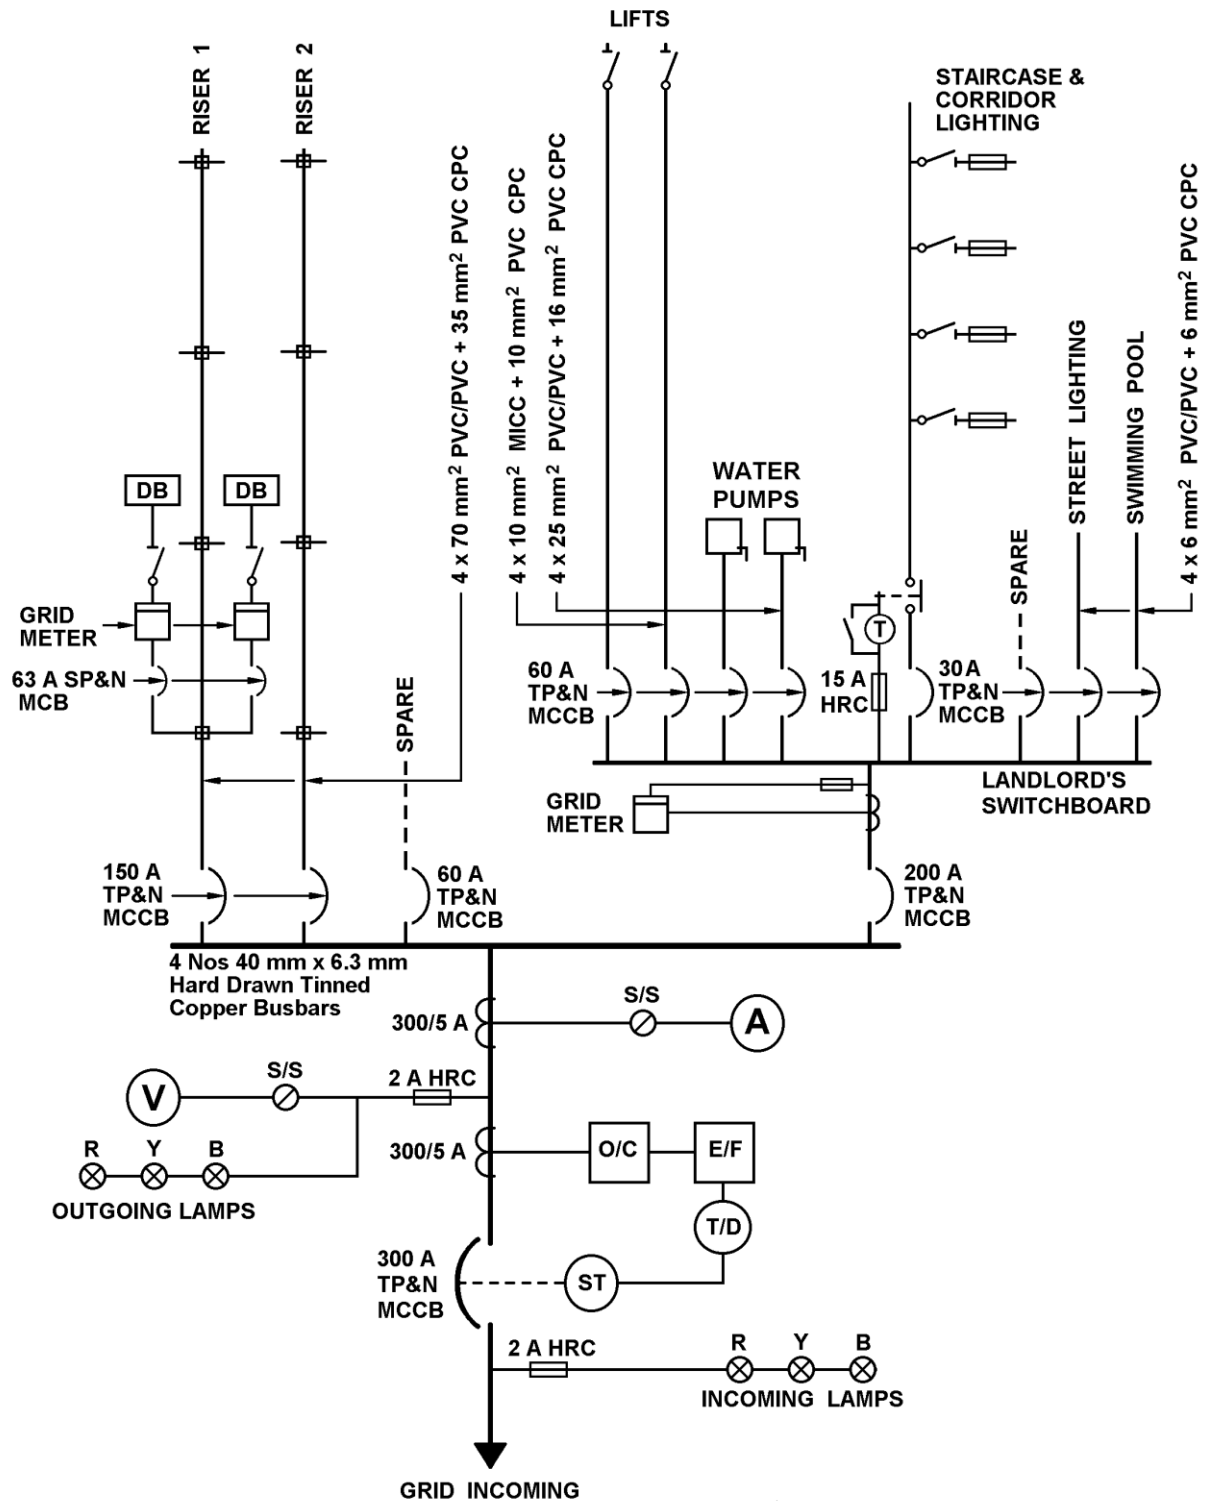 LIFTS
RISER 1
RISER 2
STAIRCASE &
CORRIDOR
LIGHTING
4 x 70 mm² PVC/PVC + 35 mm² PVC CPC
4 x 10 mm² MICC + 10 mm² PVC CPC
4 x 25 mm² PVC/PVC + 16 mm² PVC CPC
STREET LIGHTING
SWIMMING POOL
4 x 6 mm² PVC/PVC + 6 mm² PVC CPC
WATER
PUMPS
DB
DB
SPARE
GRID
METER
T
63 A SP&N
MCB
60 A
TP&N
MCCB
15 A
HRC
30 A
TP&N
MCCB
SPARE
LANDLORD'S
SWITCHBOARD
GRID
METER
150 A
TP&N
MCCB
60 A
TP&N
MCCB
200 A
TP&N
MCCB
4 Nos 40 mm x 6.3 mm
Hard Drawn Tinned
Copper Busbars
300/5 A
S/S
A
V
S/S
2 A HRC
R Y B
OUTGOING LAMPS
300/5 A
O/C
E/F
T/D
300 A
TP&N
MCCB
ST
2 A HRC
R Y B
INCOMING LAMPS
GRID INCOMING